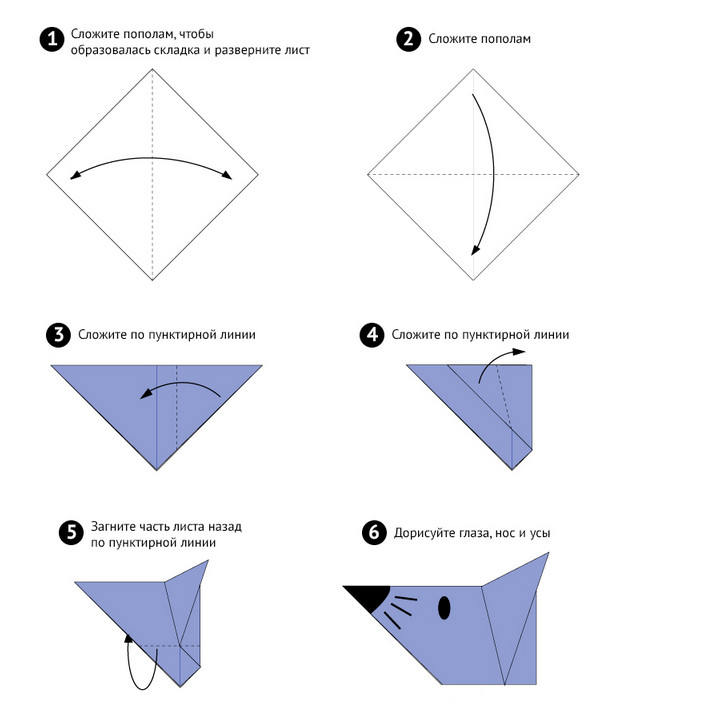 1 Сложите пополам, чтобы
образовалась складка и разверните лист
2 Сложите пополам
3 Сложите по пунктирной линии
4 Сложите по пунктирной линии
5 Загните часть листа назад
по пунктирной линии
6 Дорисуйте глаза, нос и усы